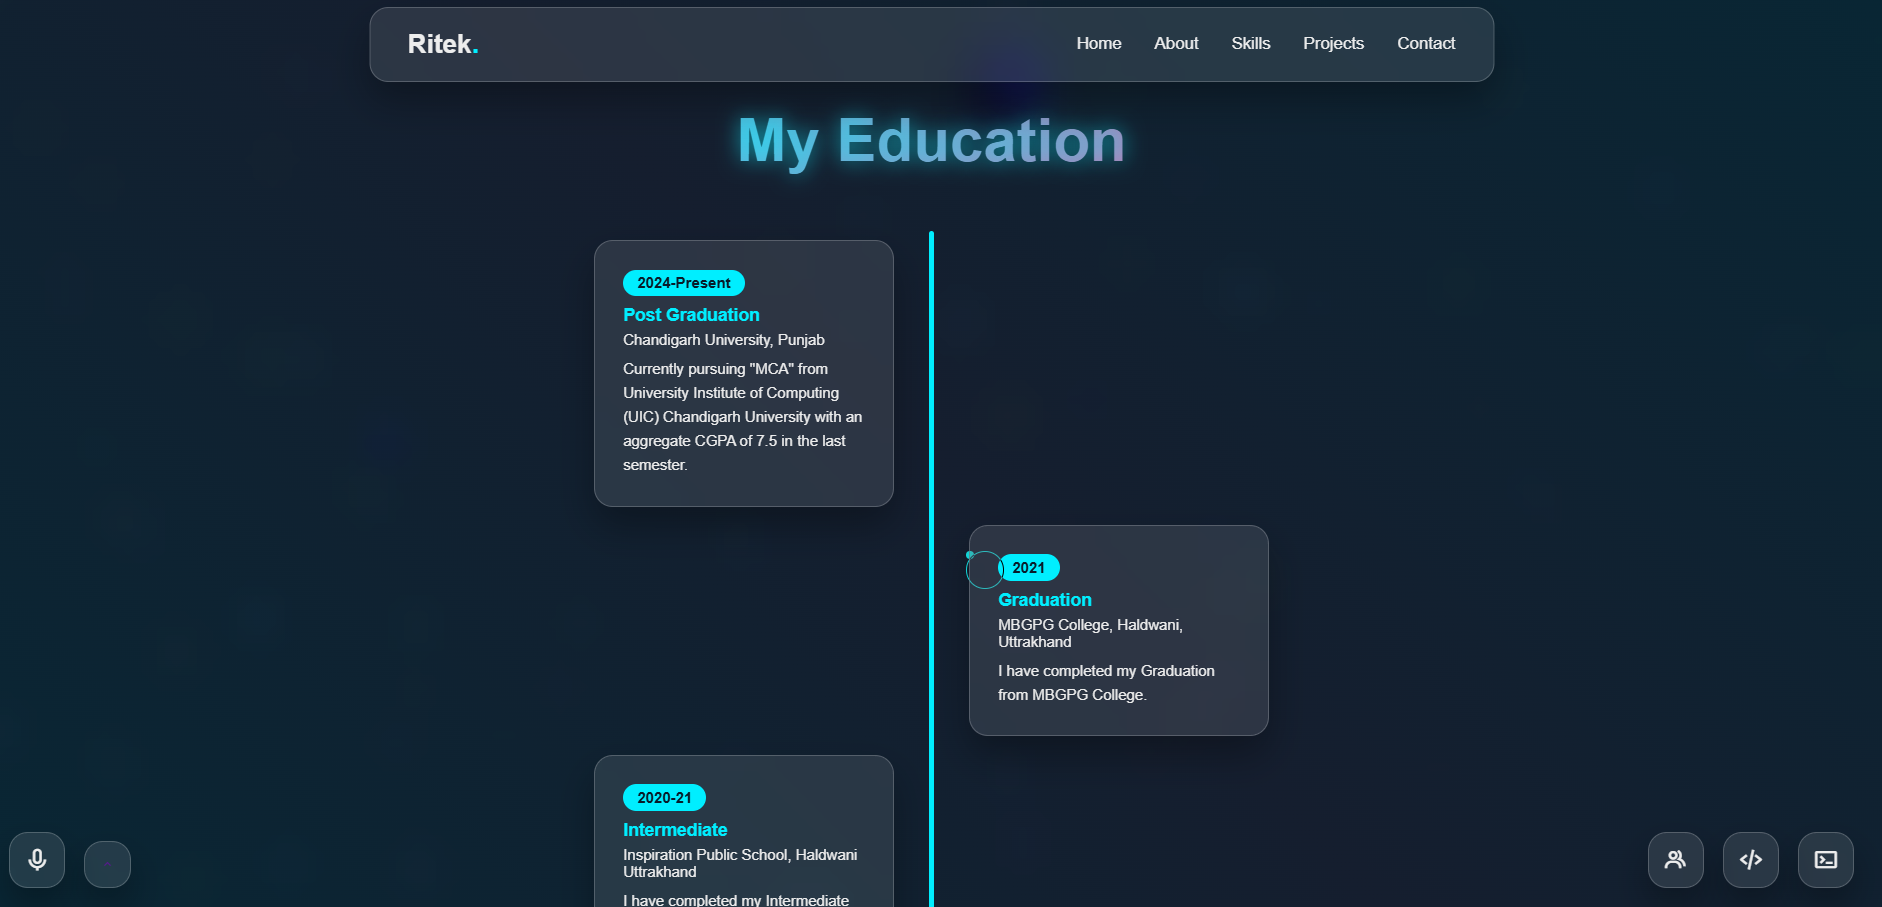 Ritek.
Home About Skills Projects Contact
My Education
2024-Present
Post Graduation
Chandigarh University, Punjab
Currently pursuing "MCA" from
University Institute of Computing
(UIC) Chandigarh University with an
aggregate CGPA of 7.5 in the last
semester.
2021
Graduation
MBGPG College, Haldwani,
Uttrakhand
I have completed my Graduation
from MBGPG College.
2020-21
Intermediate
Inspiration Public School, Haldwani
Uttrakhand
I have completed my Intermediate